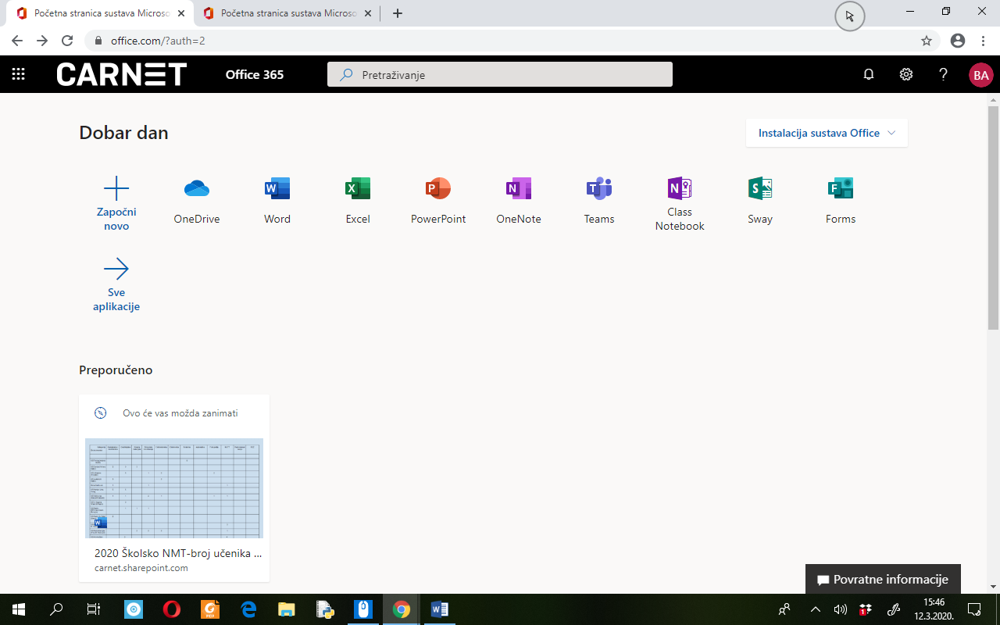 Početna stranica sustava Microso
Početna stranica sustava Microso
office.com/?auth=2
CARNET
Office 365
Pretraživanje
?
BA
Dobar dan
Instalacija sustava Office
Započni
novo
OneDrive
Word
Excel
PowerPoint
OneNote
Teams
Class
Notebook
Sway
Forms
Sve
aplikacije
Preporučeno
Ovo će vas možda zanimati
2020 Školsko NMT-broj učenika ...
carnet.sharepoint.com
Povratne informacije
15:46
12.3.2020.